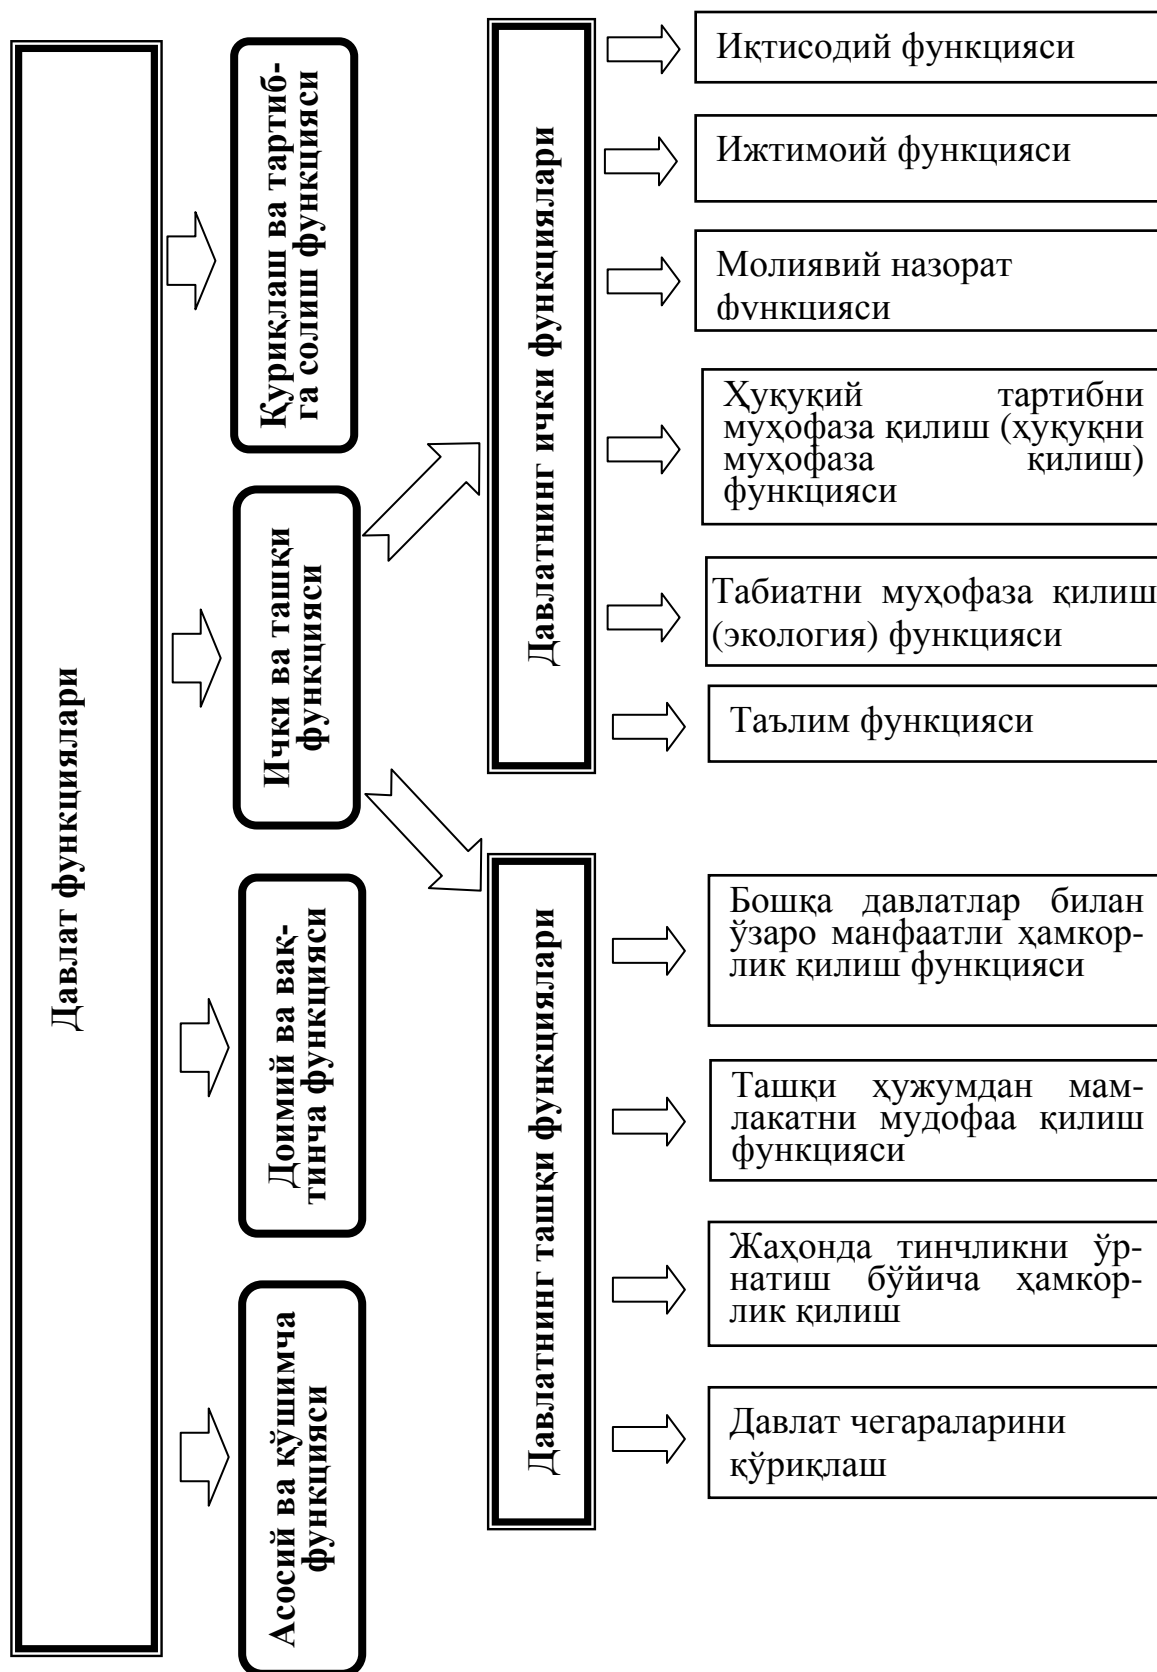 Давлат функциялари
Қуриқлаш ва тартиб-
га солиш функцияси
Ички ва ташқи
функцияси
Доимий ва вақ-
тинча функцияси
Асосий ва қўшимча
функцияси
Давлатнинг ички функциялари
Иқтисодий функцияси
Ижтимоий функцияси
Молиявий назорат
функцияси
Ҳуқуқий тартибни
муҳофаза қилиш (ҳуқуқни
муҳофаза қилиш)
функцияси
Табиатни муҳофаза қилиш
(экология) функцияси
Таълим функцияси
Давлатнинг ташқи функциялари
Бошқа давлатлар билан
ўзаро манфаатли ҳамкор-
лик қилиш функцияси
Ташқи ҳужумдан мам-
лакатни мудофаа қилиш
функцияси
Жаҳонда тинчликни ўр-
натиш бўйича ҳамкор-
лик қилиш
Давлат чегараларини
қўриқлаш